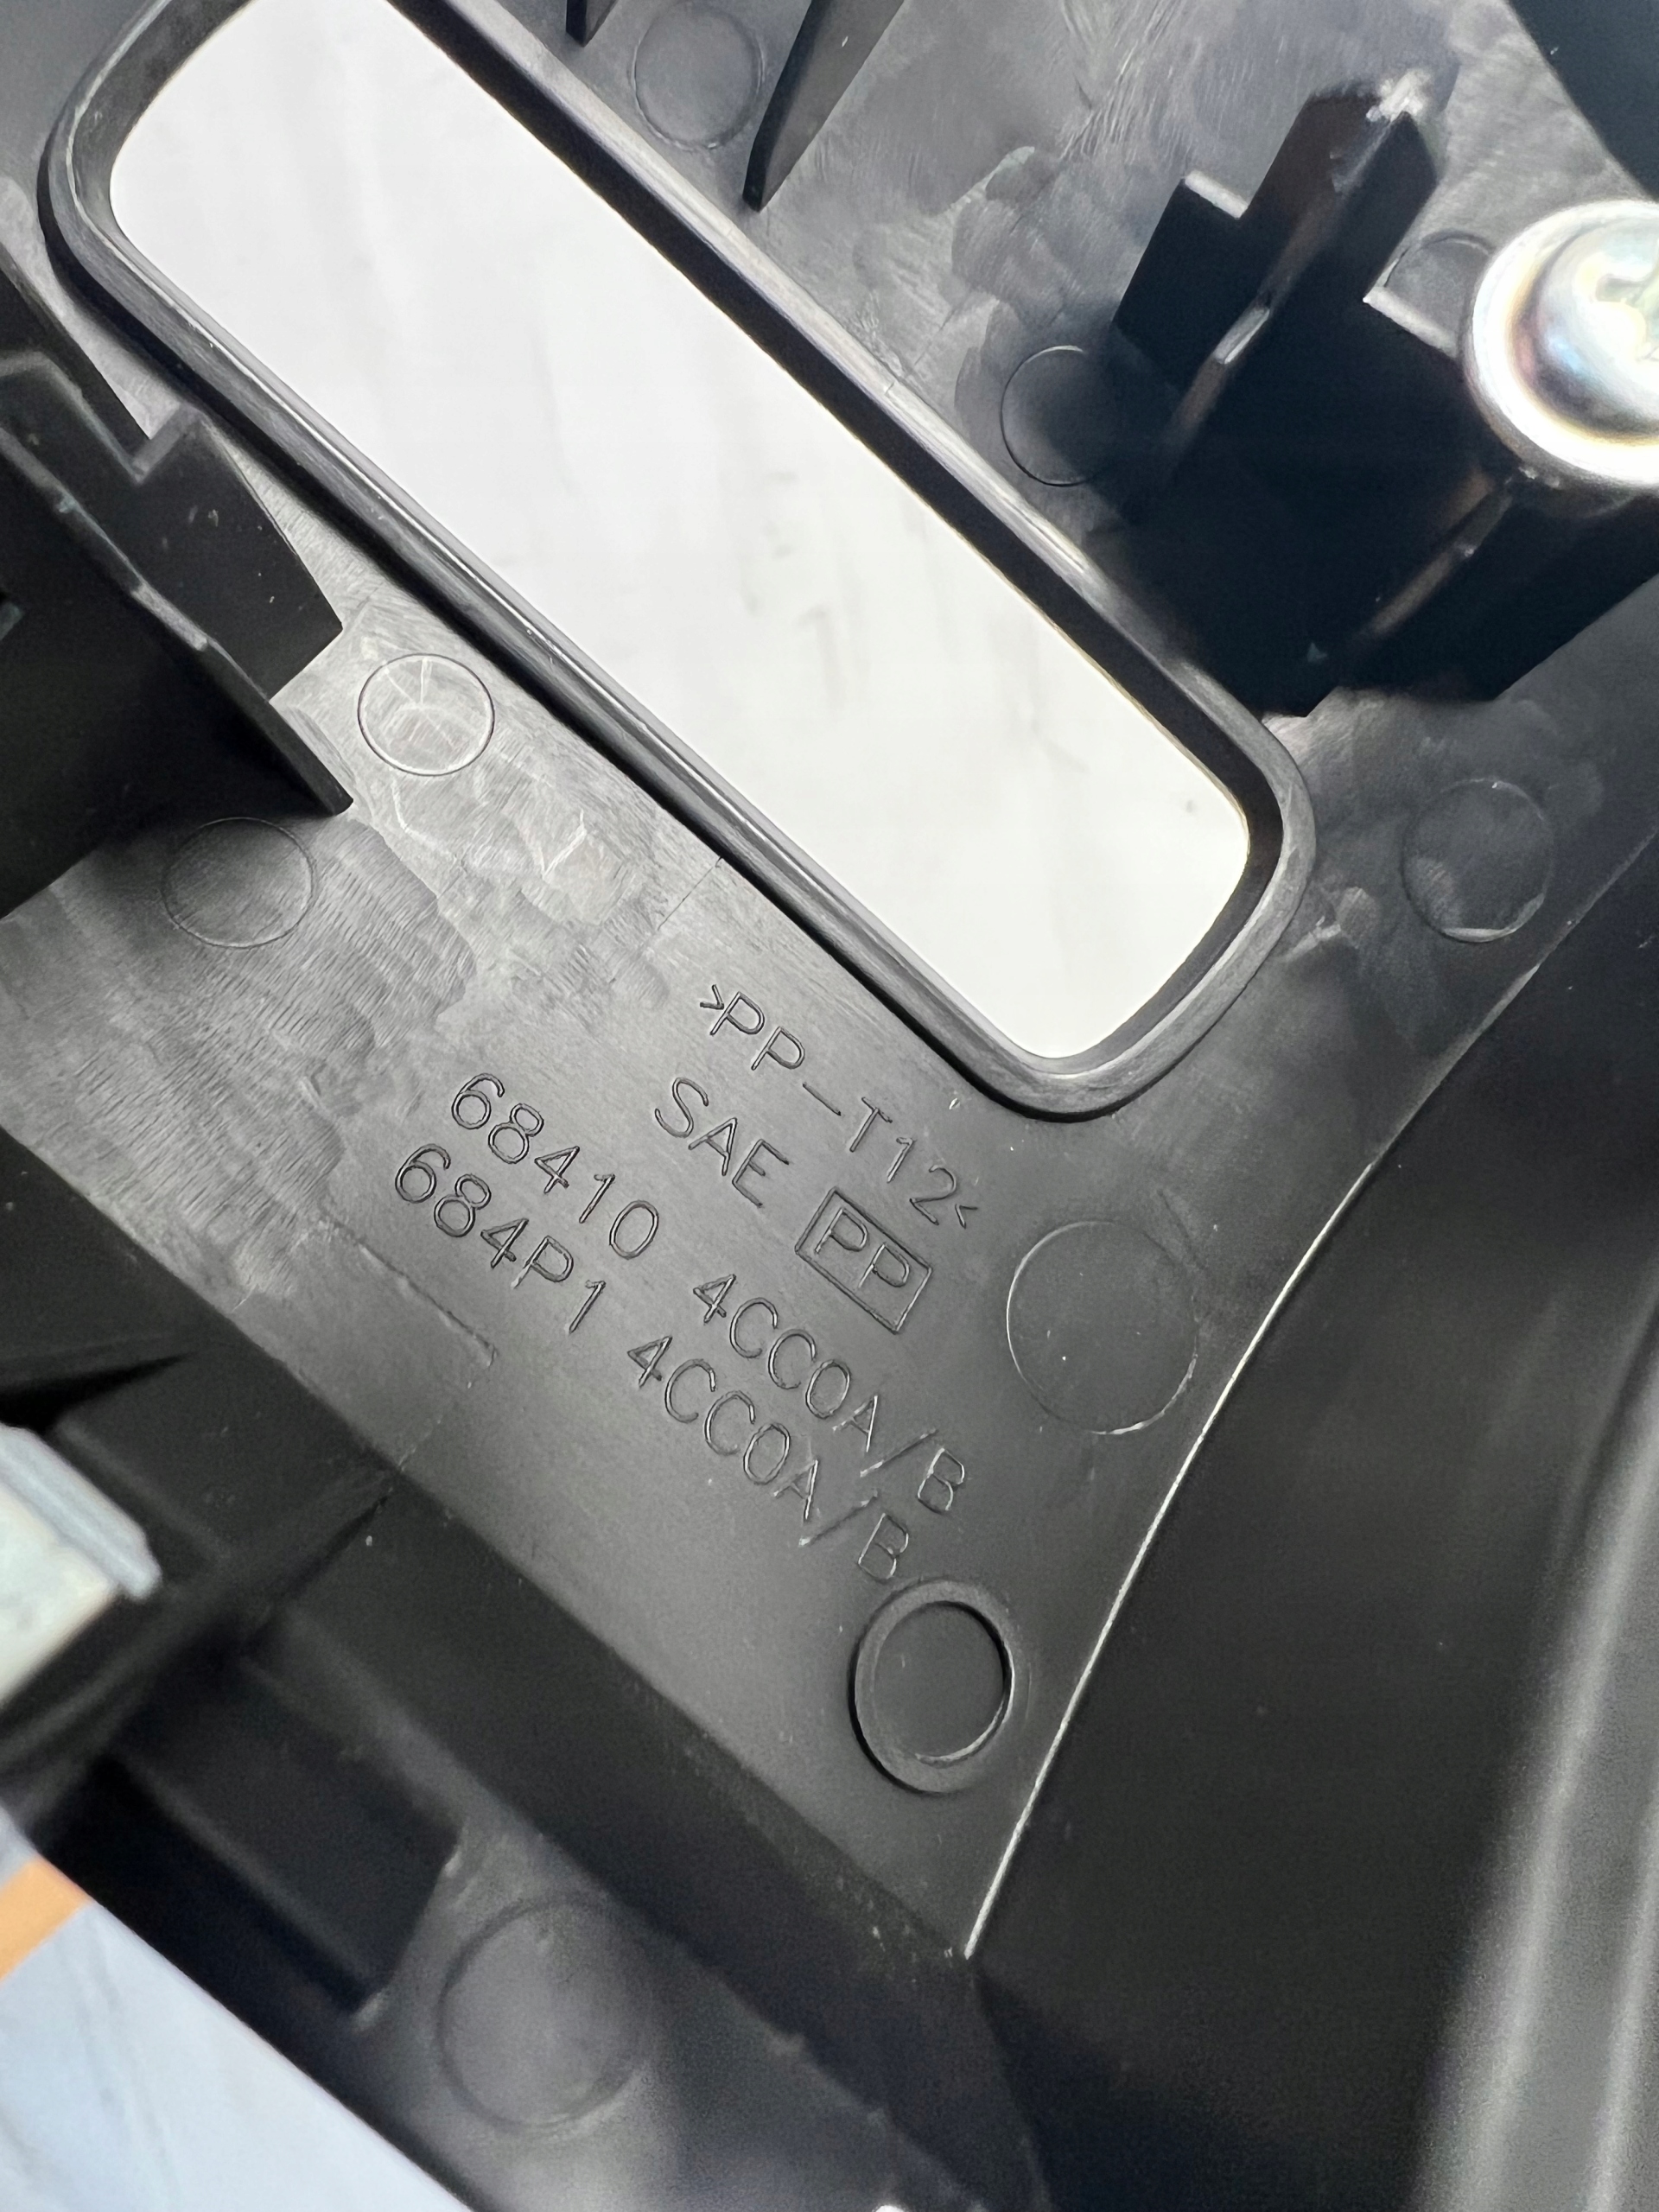 >PP-T12<
SAE PP
68410 4CC0A/B
684P1 4CC0A/B